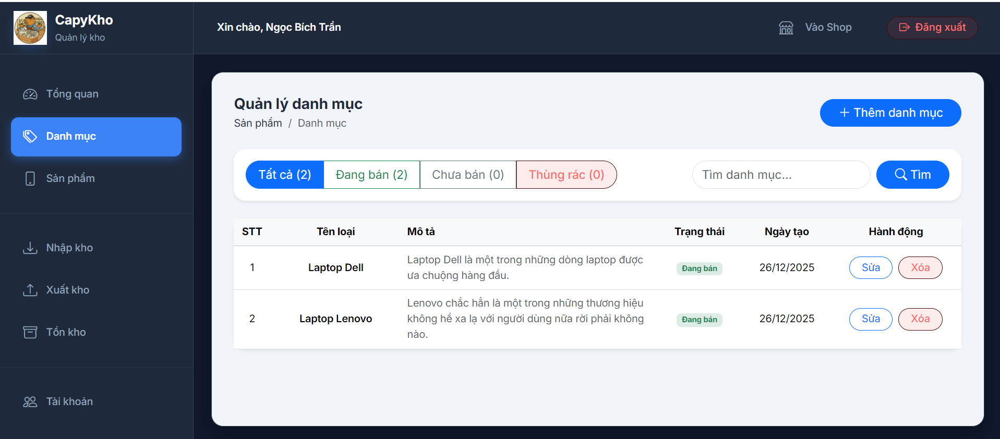 CapyKho
Quản lý kho
Xin chào, Ngọc Bích Trần
Vào Shop
Đăng xuất
Tổng quan
Danh mục
Sản phẩm
Nhập kho
Xuất kho
Tồn kho
Tài khoản
Quản lý danh mục
Sản phẩm / Danh mục
+ Thêm danh mục
Tất cả (2) Đang bán (2) Chưa bán (0) Thùng rác (0)
Tìm danh mục...
Tìm
STT Tên loại Mô tả Trạng thái Ngày tạo Hành động
1 Laptop Dell
Laptop Dell là một trong những dòng laptop được
ưa chuộng hàng đầu.
Đang bán 26/12/2025 Sửa Xóa
2 Laptop Lenovo
Lenovo chắc hẳn là một trong những thương hiệu
không hề xa lạ với người dùng nữa rời phải không
nào.
Đang bán 26/12/2025 Sửa Xóa